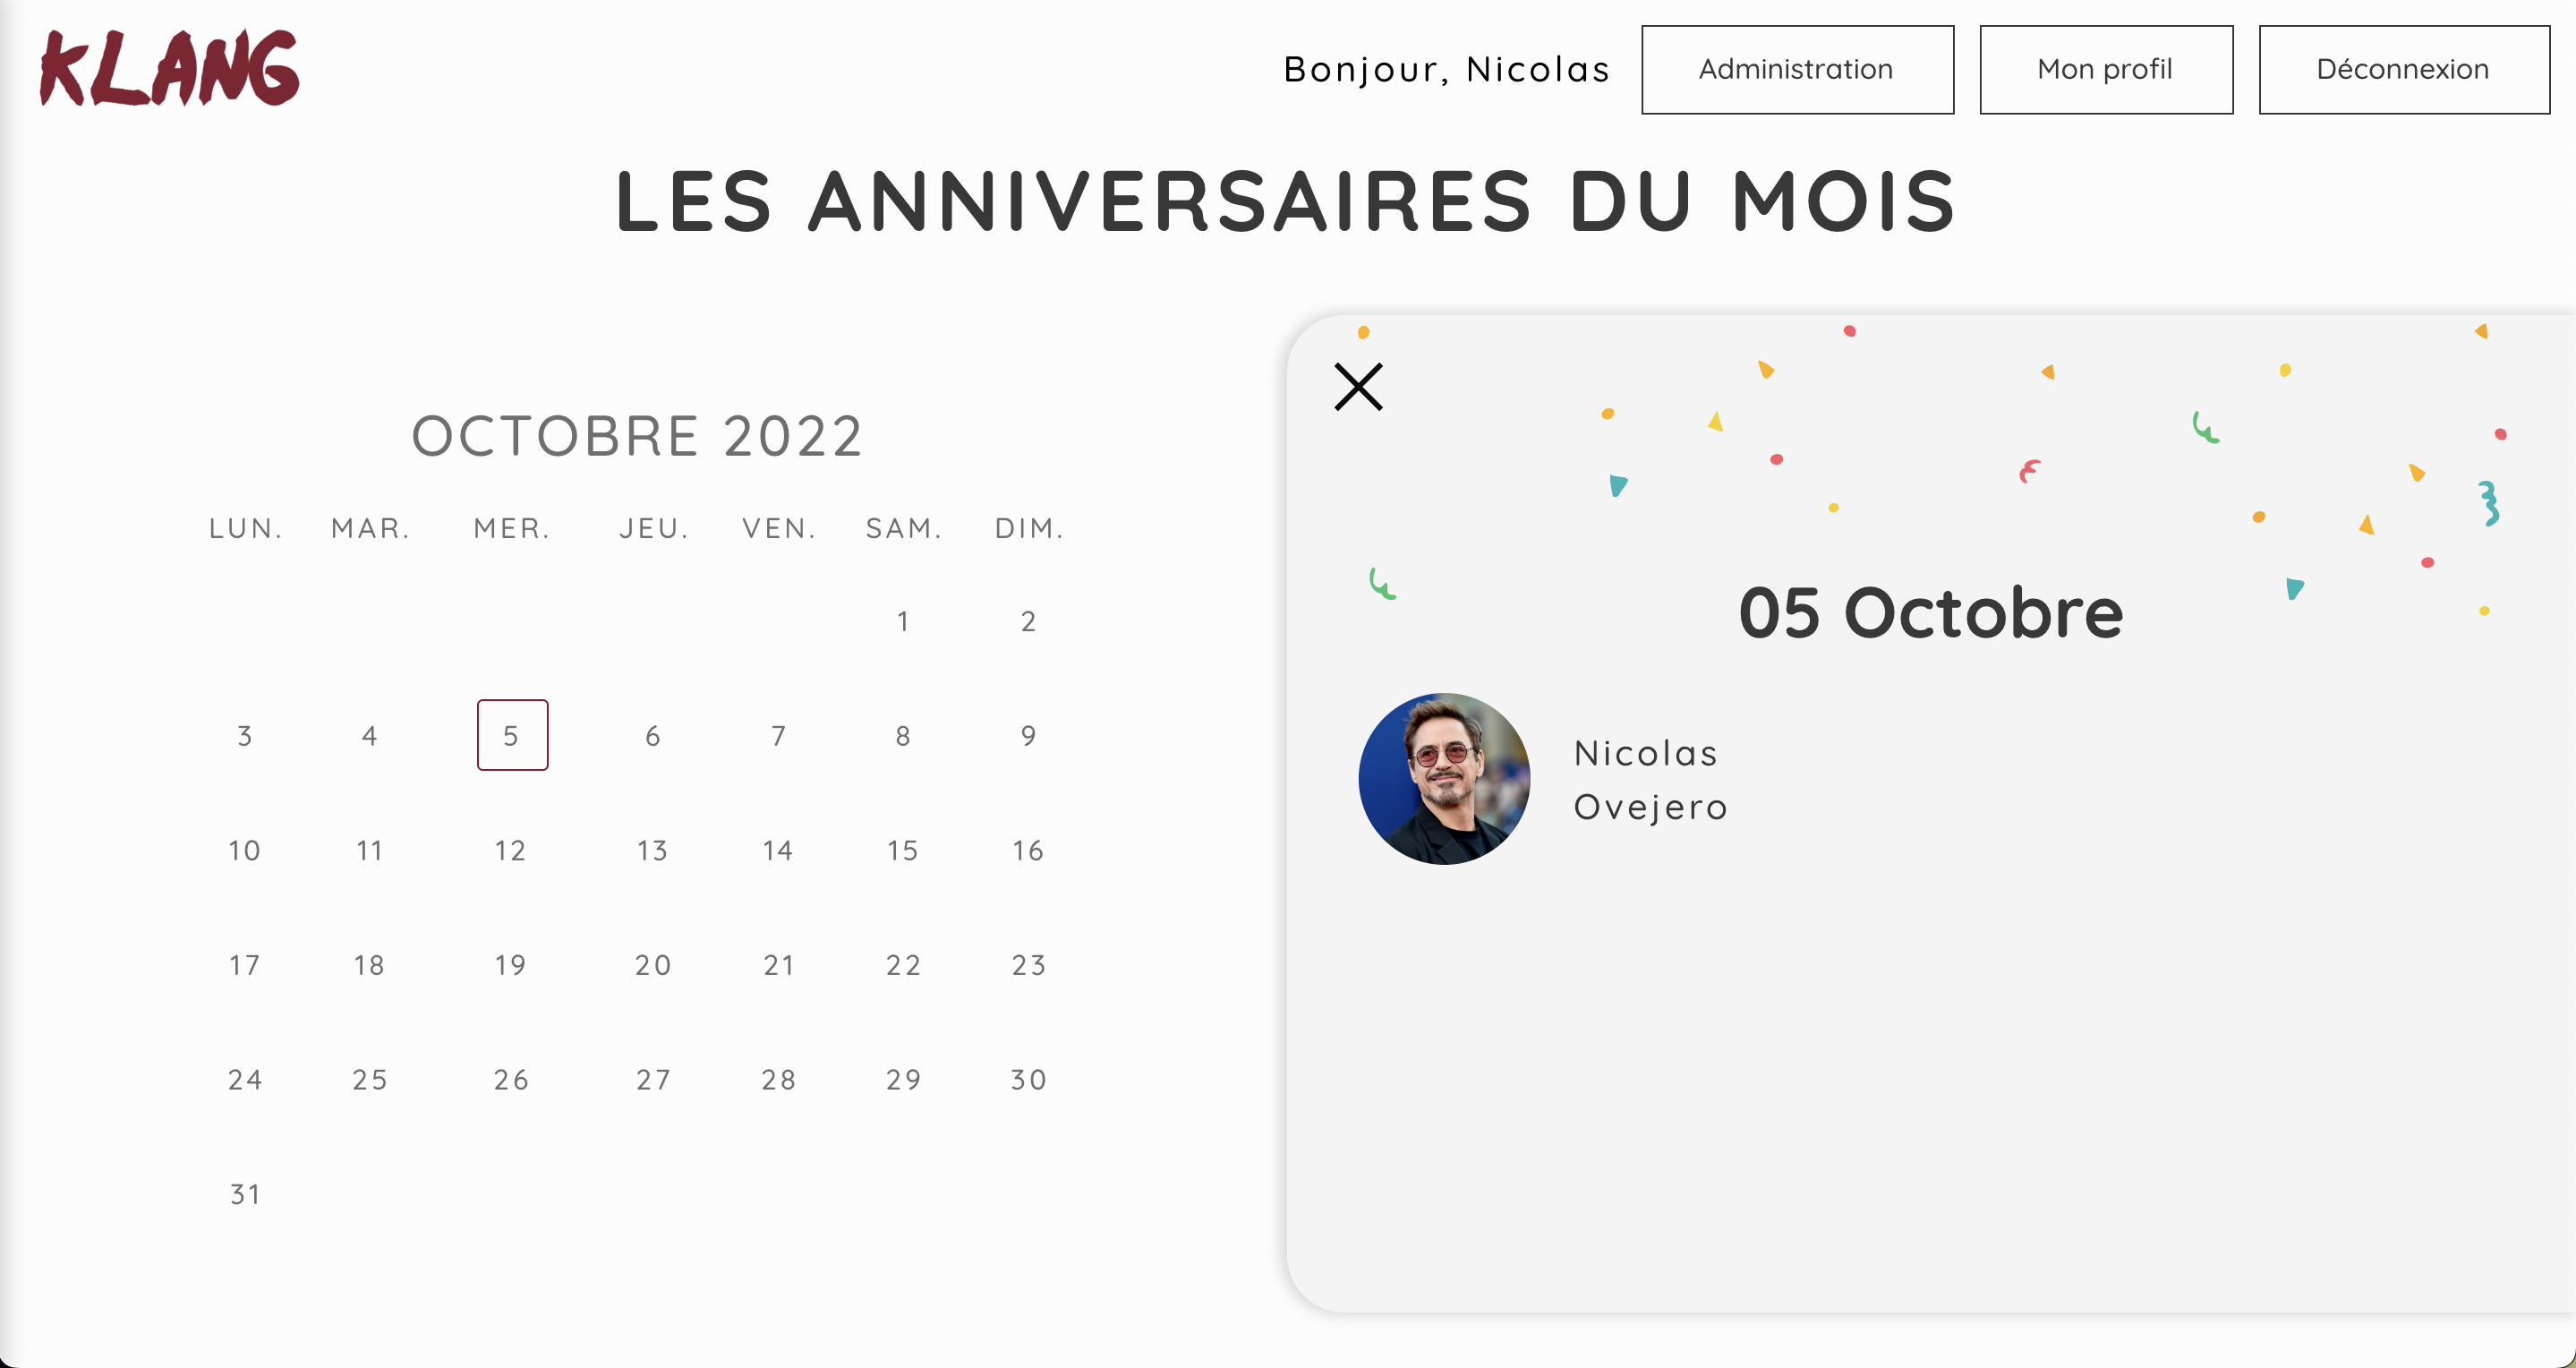 KLANG
Bonjour, Nicolas
Administration
Mon profil
Déconnexion
LES ANNIVERSAIRES DU MOIS
OCTOBRE 2022
LUN. MAR. MER. JEU. VEN. SAM. DIM.
1 2
3 4 5 6 7 8 9
10 11 12 13 14 15 16
17 18 19 20 21 22 23
24 25 26 27 28 29 30
31
05 Octobre
Nicolas
Ovejero